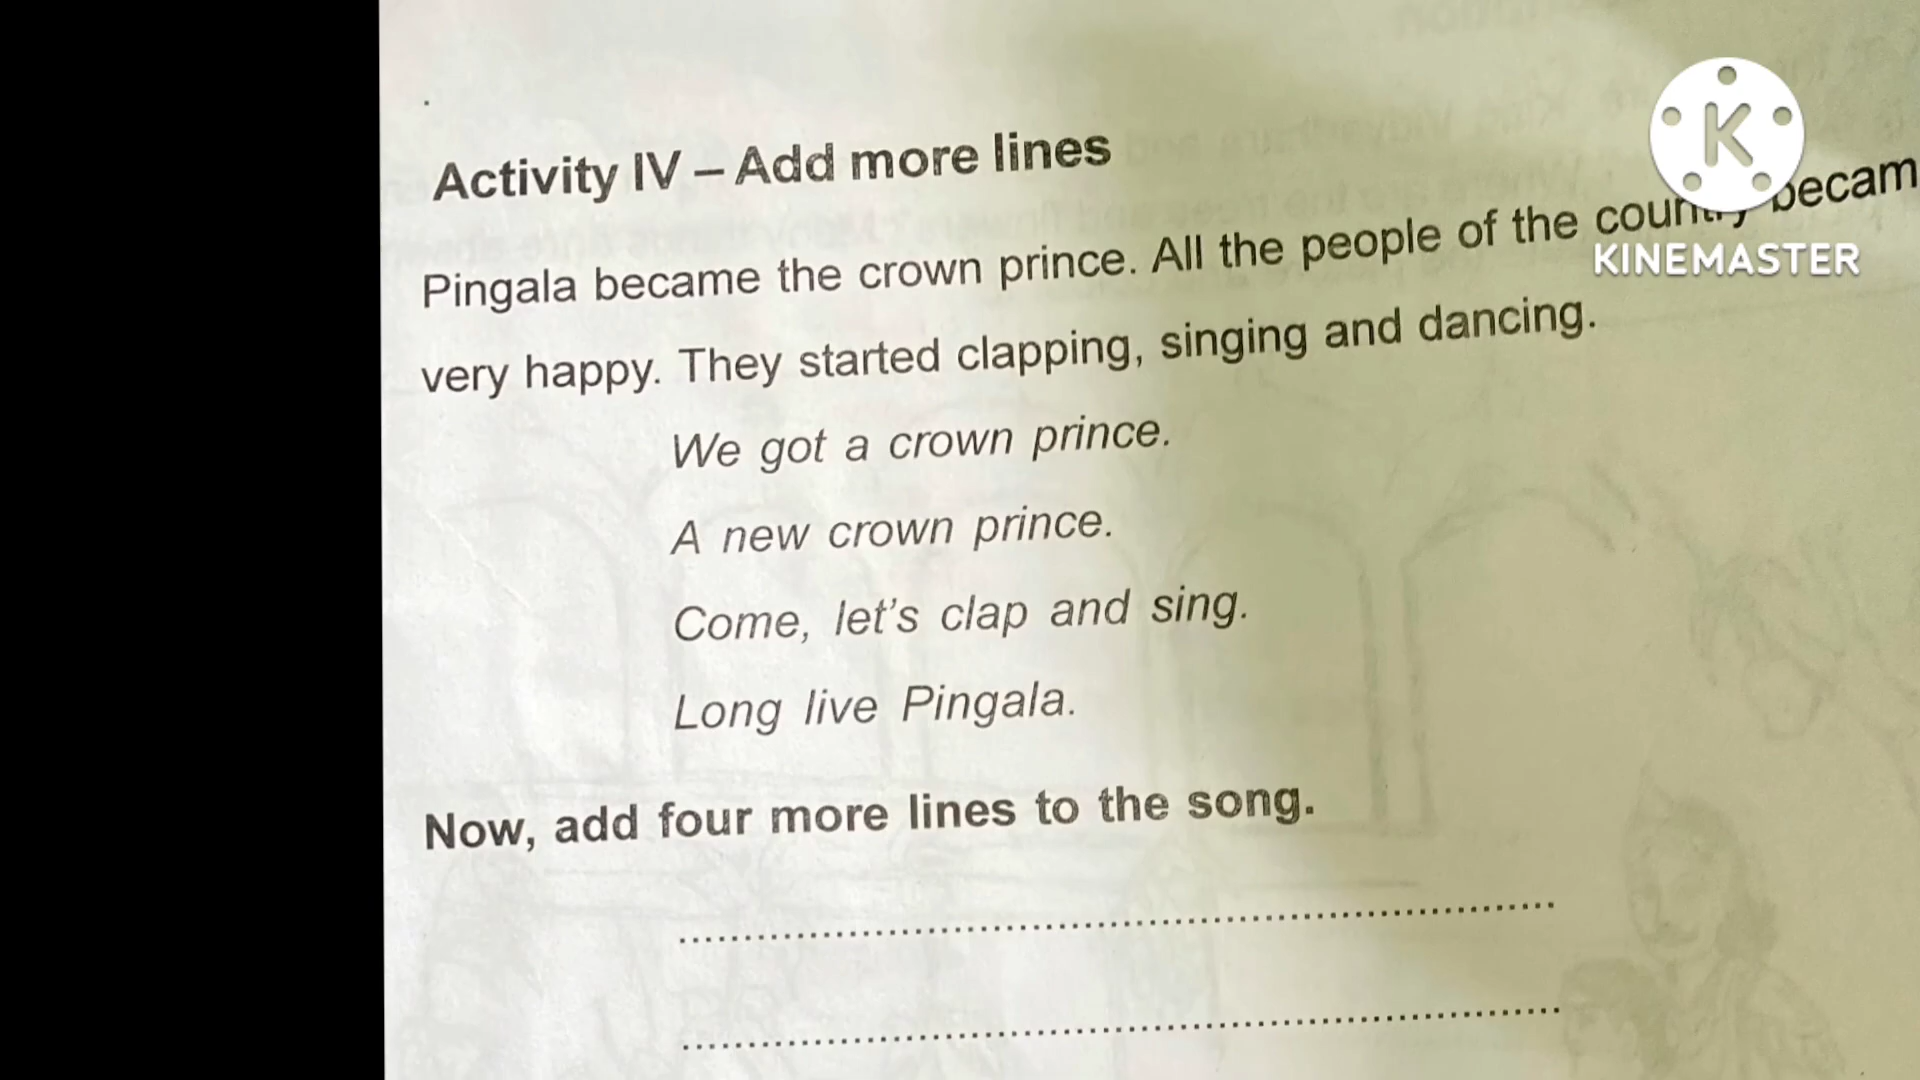 Activity IV – Add more lines
Pingala became the crown prince. All the people of the country becam
very happy. They started clapping, singing and dancing.
We got a crown prince.
A new crown prince.
Come, let's clap and sing.
Long live Pingala.
Now, add four more lines to the song.
K
KINEMASTER